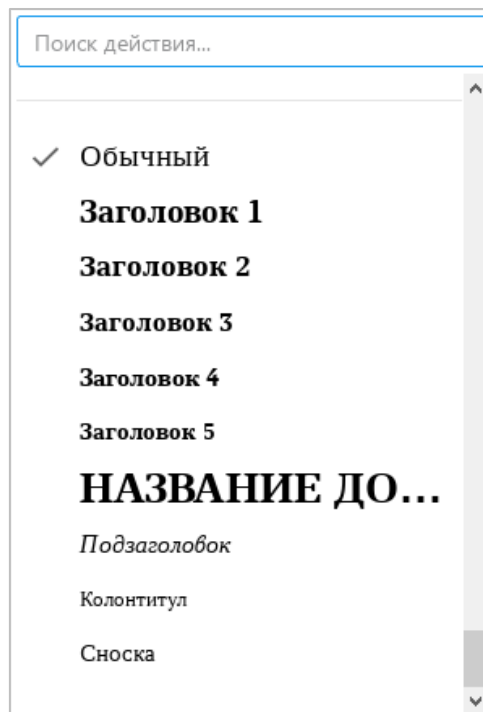 Поиск действия...
Обычный
Заголовок 1
Заголовок 2
Заголовок 3
Заголовок 4
Заголовок 5
НАЗВАНИЕ ДО...
Подзаголовок
Колонтитул
Сноска